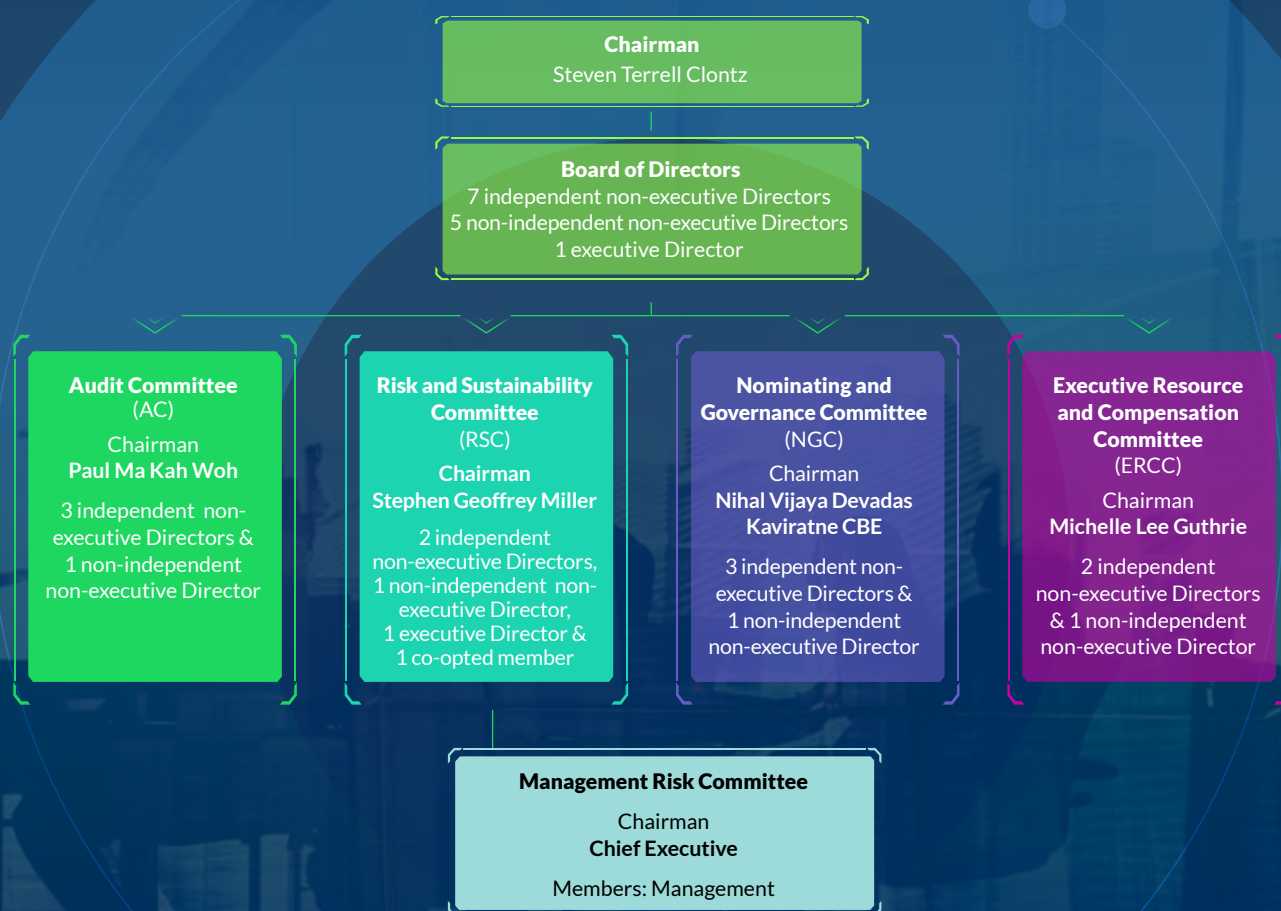 Chairman
Steven Terrell Clontz
Board of Directors
7 independent non-executive Directors
5 non-independent non-executive Directors
1 executive Director
Audit Committee
(AC)
Chairman
Paul Ma Kah Woh
3 independent non-
executive Directors &
1 non-independent
non-executive Director
Risk and Sustainability
Committee
(RSC)
Chairman
Stephen Geoffrey Miller
2 independent
non-executive Directors,
1 non-independent non-
executive Director,
1 executive Director &
1 co-opted member
Nominating and
Governance Committee
(NGC)
Chairman
Nihal Vijaya Devadas
Kaviratne CBE
3 independent non-
executive Directors &
1 non-independent
non-executive Director
Executive Resource
and Compensation
Committee
(ERCC)
Chairman
Michelle Lee Guthrie
2 independent
non-executive Directors
& 1 non-independent
non-executive Director
Management Risk Committee
Chairman
Chief Executive
Members: Management